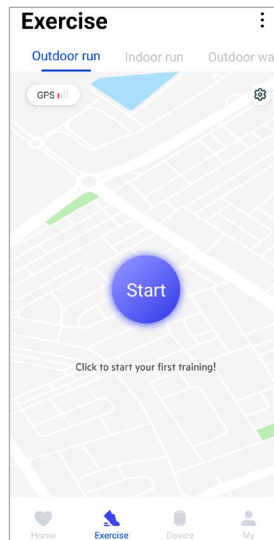 Exercise
Outdoor run Indoor run Outdoor wa
GPS
Start
Click to start your first training!
Home Exercise Device My